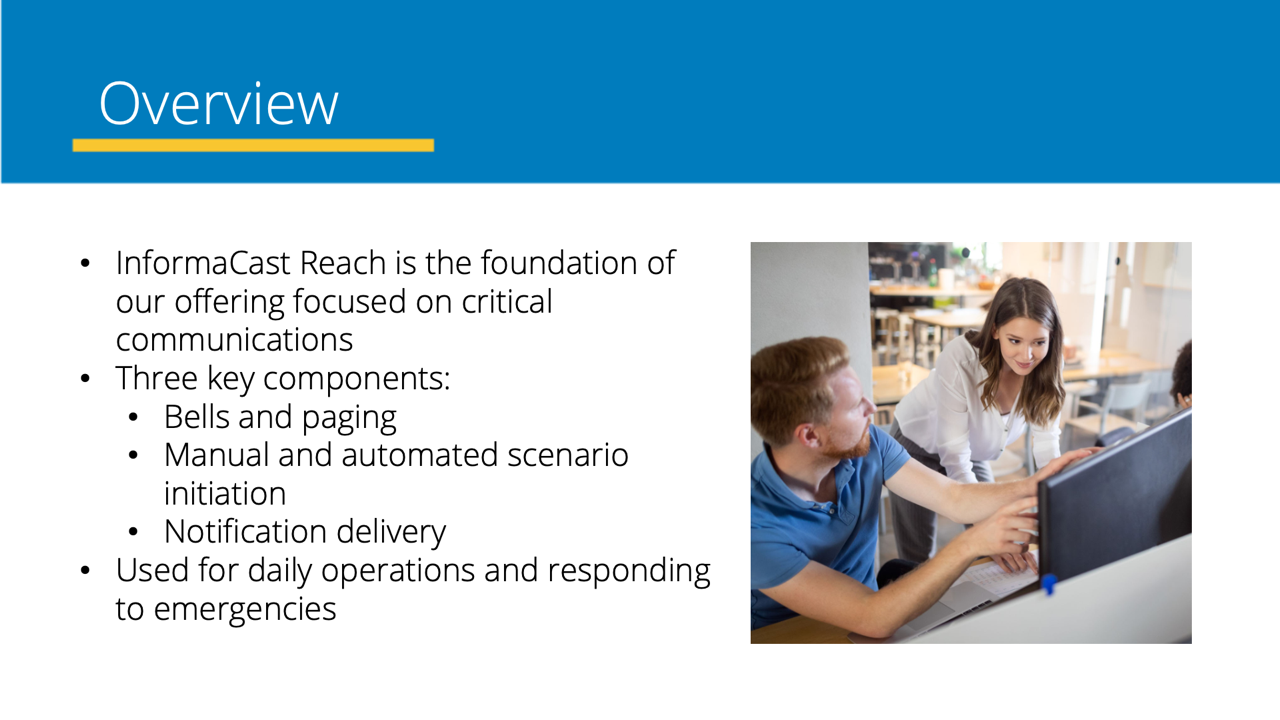 Overview
• InformaCast Reach is the foundation of
our offering focused on critical
communications
• Three key components:
• Bells and paging
• Manual and automated scenario
initiation
• Notification delivery
• Used for daily operations and responding
to emergencies